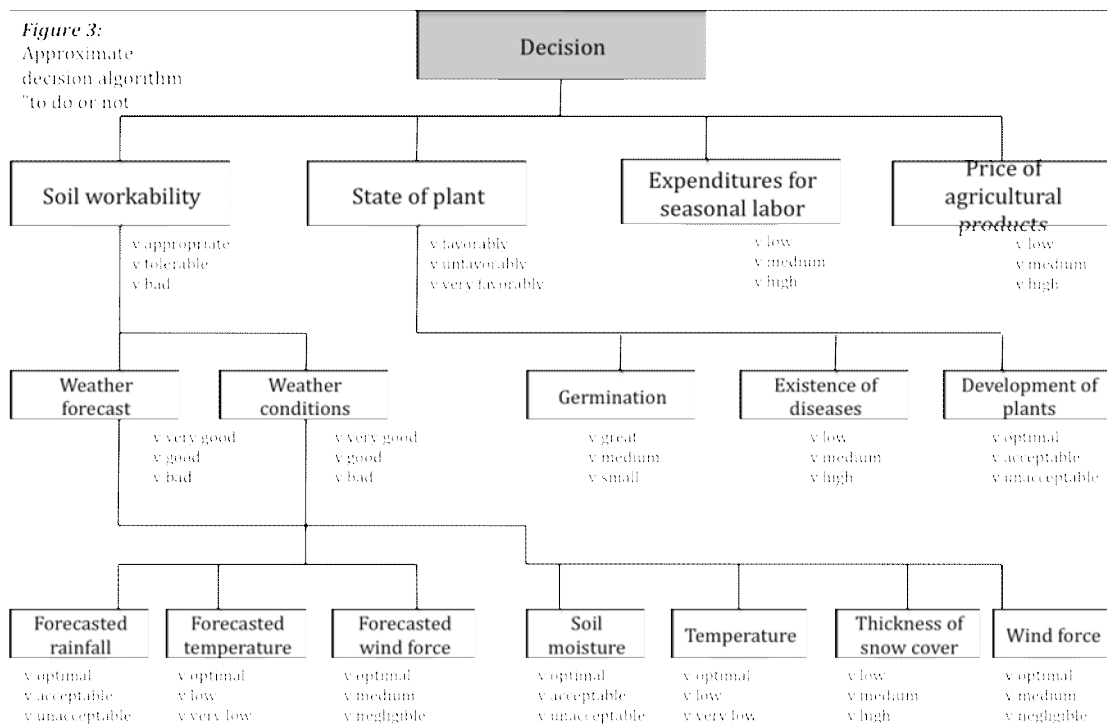 Figure 3:
Approximate
decision algorithm
"to do or not
Decision
Soil workability
State of plant
Expenditures for
seasonal labor
Price of
agricultural
products
v appropriate
v tolerable
v bad
v favorably
v unfavorably
v very favorably
v low
v medium
v high
v low
v medium
v high
Weather
forecast
Weather
conditions
Germination
Existence of
diseases
Development of
plants
v very good
v good
v bad
v very good
v good
v bad
v great
v medium
v small
v low
v medium
v high
v optimal
v acceptable
v unacceptable
Forecasted
rainfall
Forecasted
temperature
Forecasted
wind force
Soil
moisture
Temperature
Thickness of
snow cover
Wind force
v optimal
v acceptable
v unacceptable
v optimal
v low
v very low
v optimal
v medium
v negligible
v optimal
v acceptable
v unacceptable
v optimal
v low
v very low
v low
v medium
v high
v optimal
v medium
v negligible